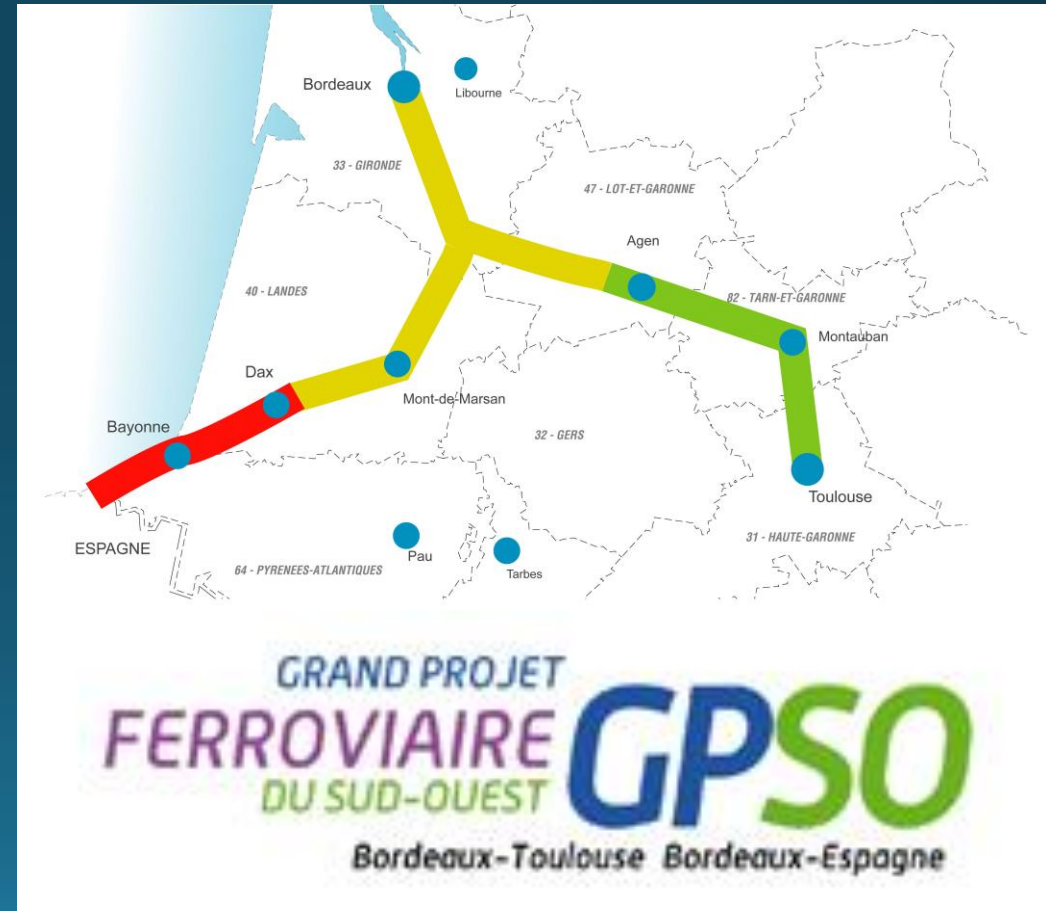 Bordeaux
Libourne
33 - GIRONDE
47 - LOT-ET-GARONNE
Agen
40 - LANDES
82 - TARN-ET-GARONNE
Montauban
Dax
Mont-de-Marsan
Bayonne
32 - GERS
Toulouse
ESPAGNE
Pau
31 - HAUTE-GARONNE
64 - PYRENEES-ATLANTIQUES
Tarbes
GRAND PROJET
FERROVIAIRE
DU SUD-OUEST
GPSO
Bordeaux-Toulouse Bordeaux-Espagne